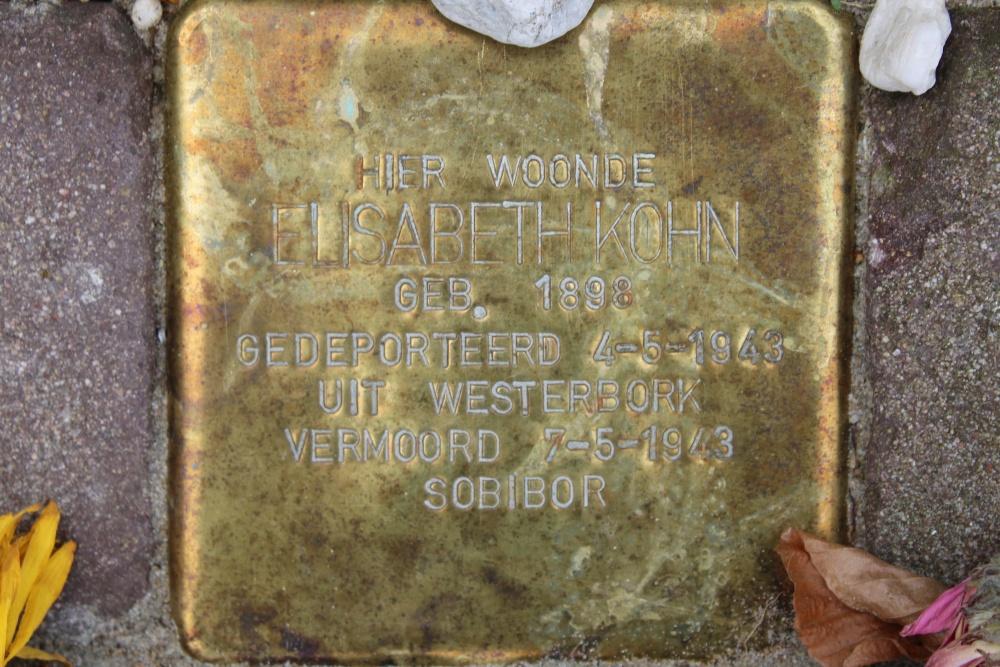 HIER WOONDE
ELISABETH KOHN
GEB. 1898
GEDEPORTEERD 4-5-1943
UIT WESTERBORK
VERMOORD 7-5-1943
SOBIBOR